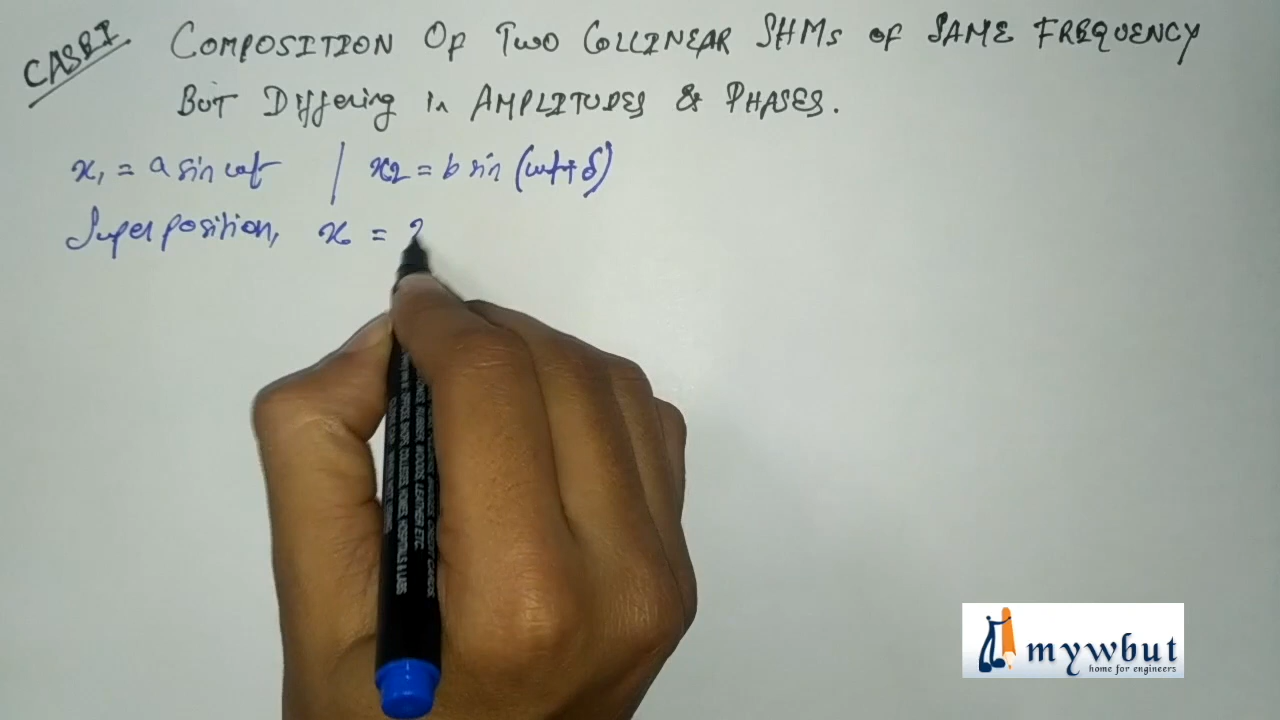 CASE I
COMPOSITION OF TWO COLLINEAR SHMs OF SAME FREQUENCY
BUT Differing in AMPLITUDES & PHASES.
x₁ = a sin ωt | x2 = b sin (ωt+δ)
Superposition, x =
mywbut
home for engineers